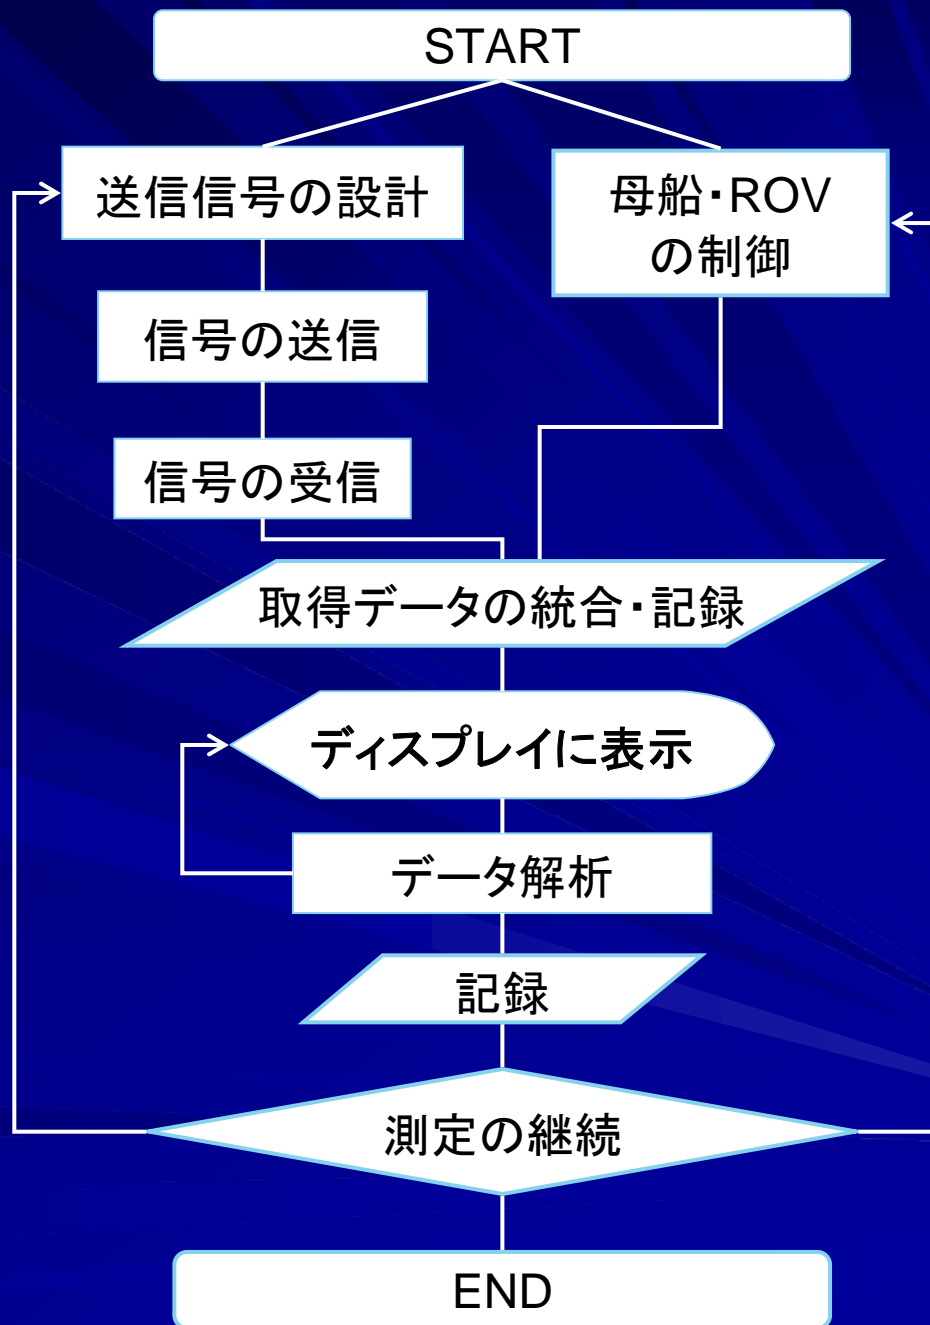 START
送信信号の設計
母船・ROV
の制御
信号の送信
信号の受信
取得データの統合・記録
ディスプレイに表示
データ解析
記録
測定の継続
END